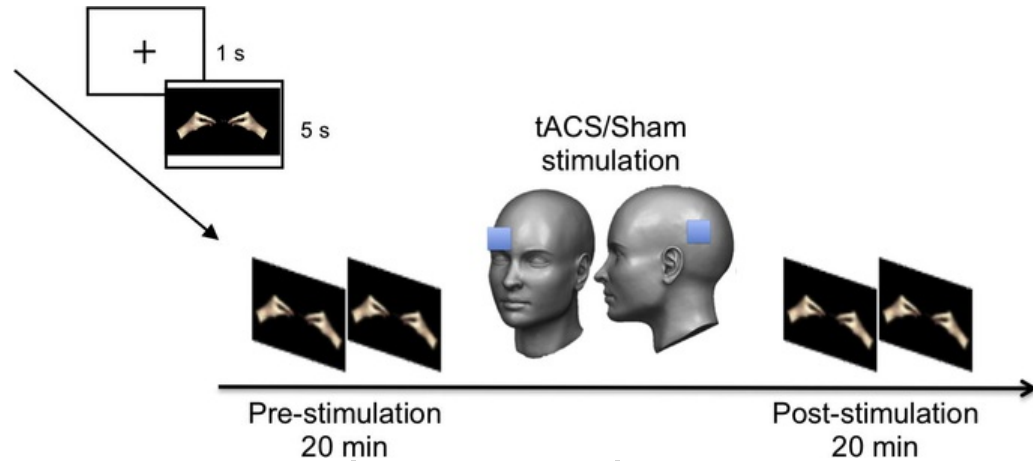 1 s
5 s
tACS/Sham
stimulation
Pre-stimulation
20 min
Post-stimulation
20 min